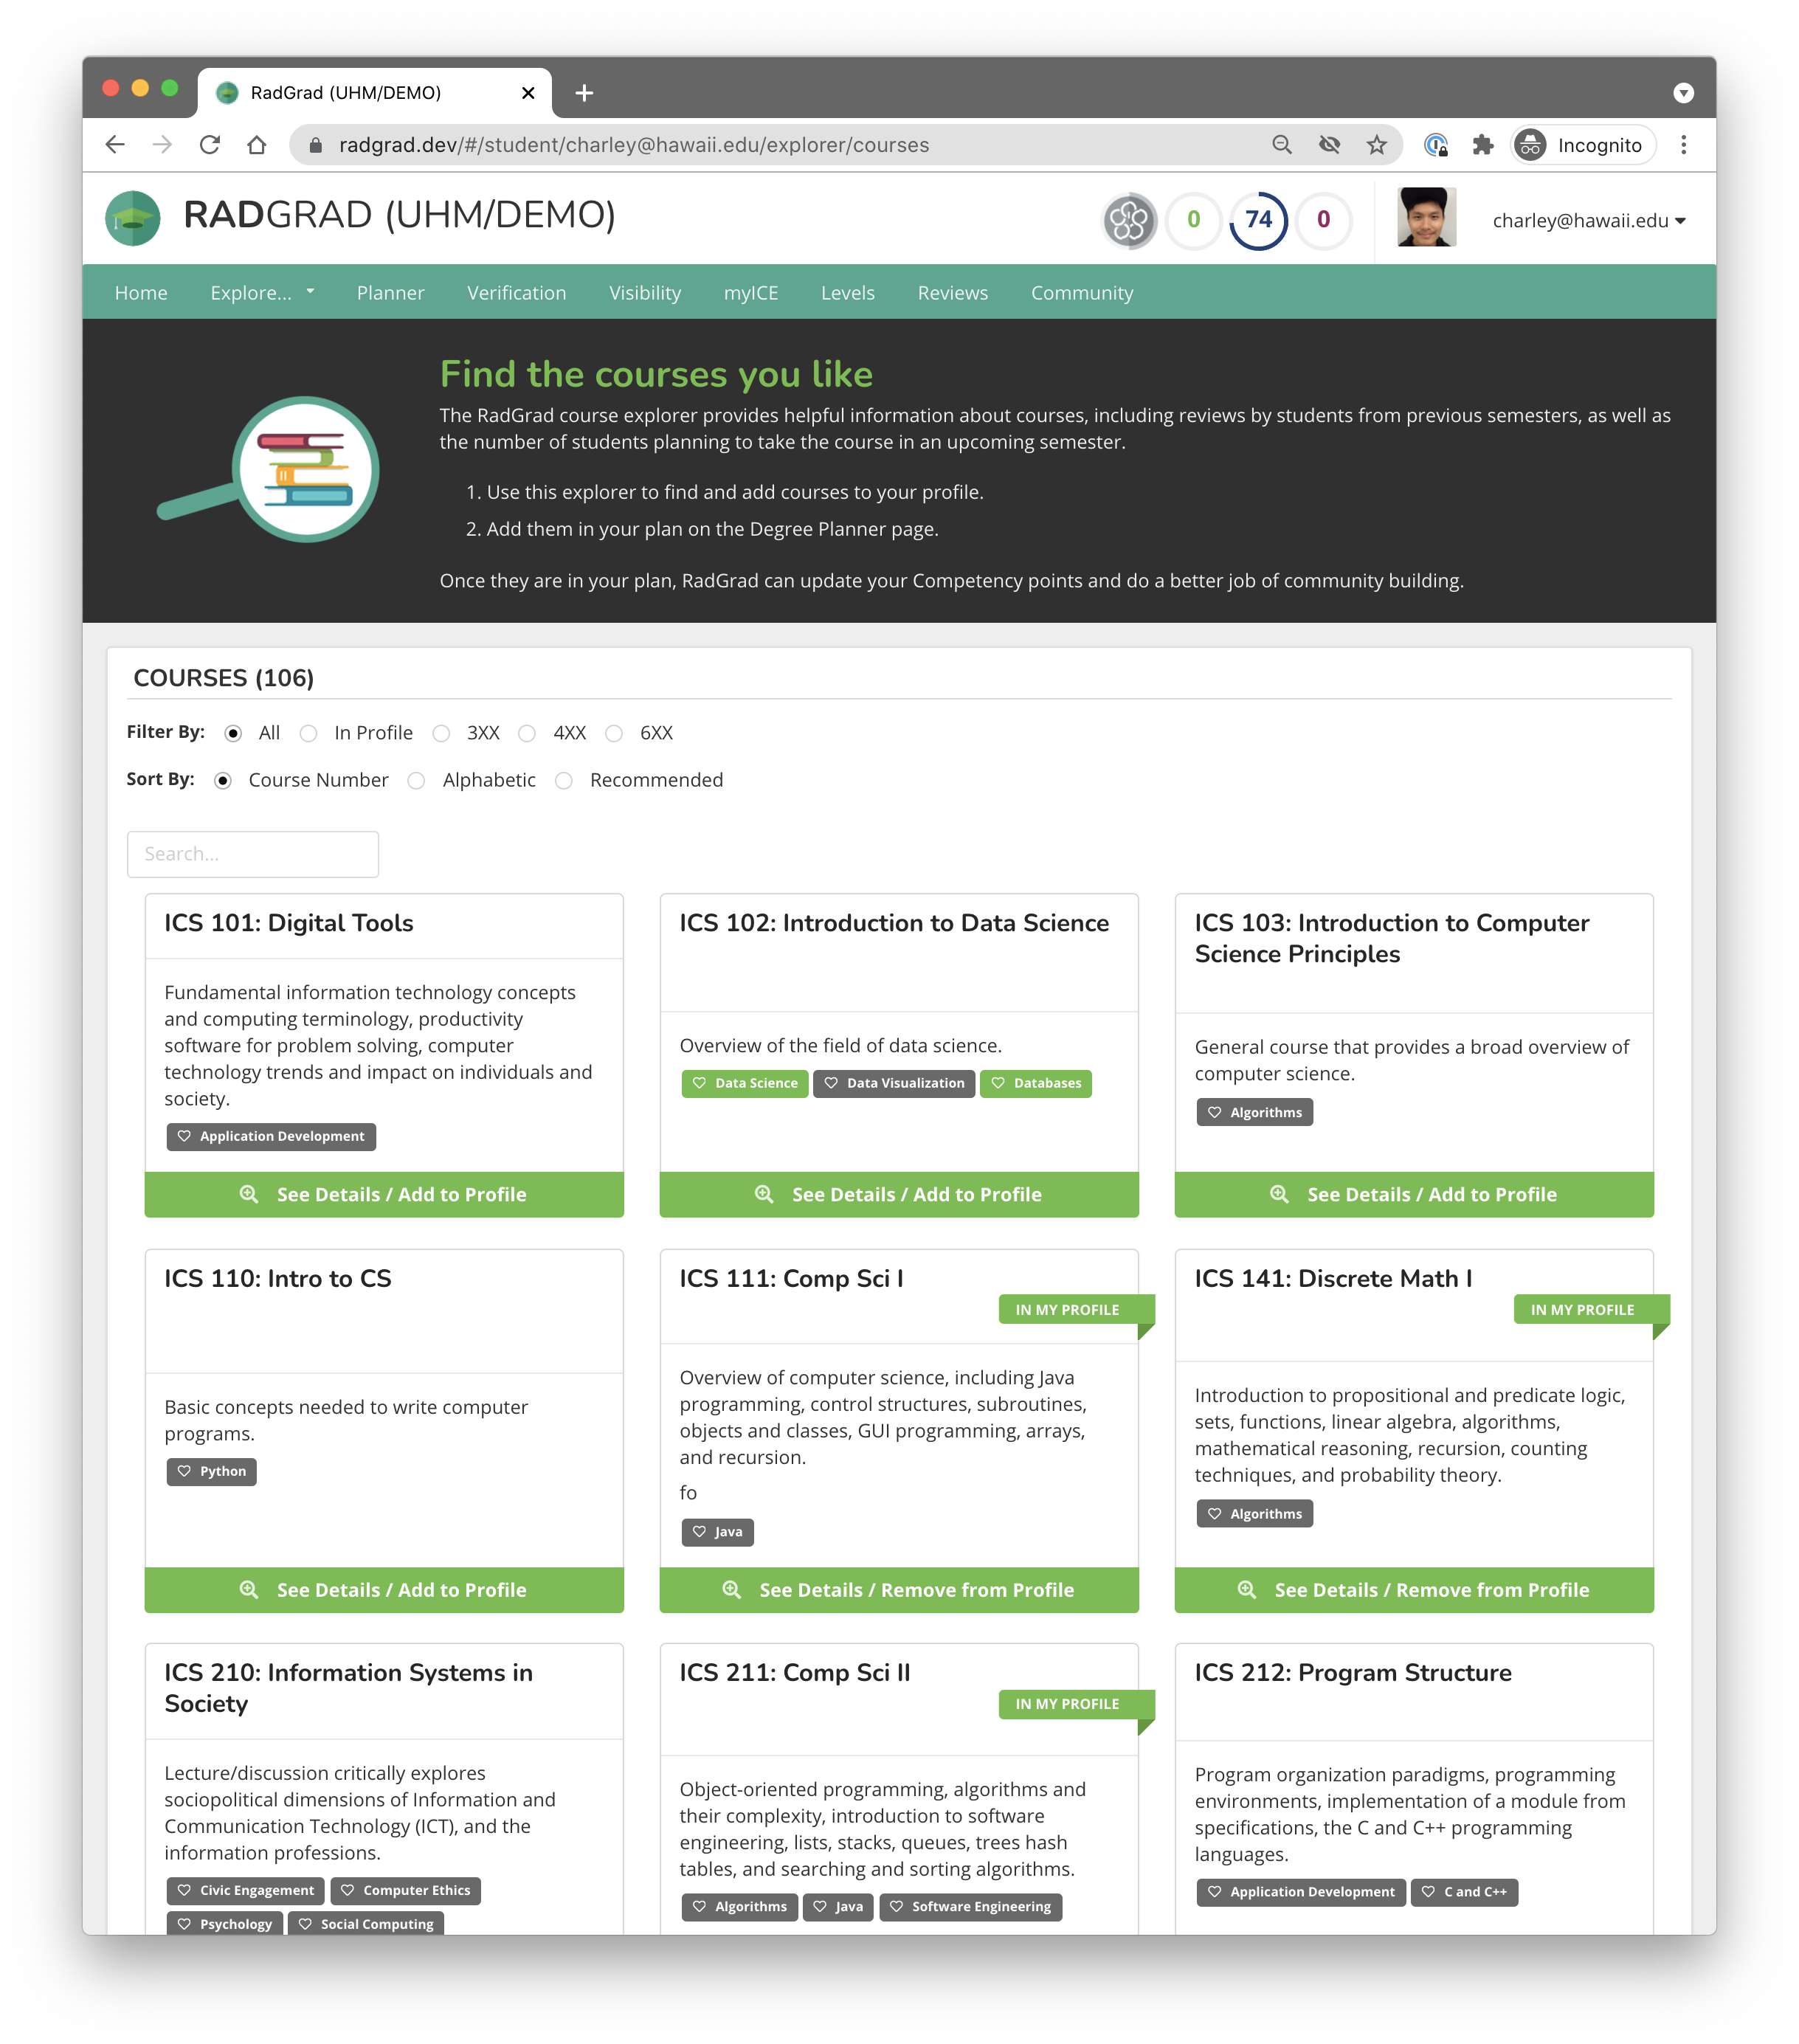 RadGrad (UHM/DEMO)
radgrad.dev/#/student/charley@hawaii.edu/explorer/courses
Incognito
RADGRAD (UHM/DEMO)
0 74 0
charley@hawaii.edu
Home Explore... Planner Verification Visibility myICE Levels Reviews Community
Find the courses you like
The RadGrad course explorer provides helpful information about courses, including reviews by students from previous semesters, as well as
the number of students planning to take the course in an upcoming semester.
1. Use this explorer to find and add courses to your profile.
2. Add them in your plan on the Degree Planner page.
Once they are in your plan, RadGrad can update your Competency points and do a better job of community building.
COURSES (106)
Filter By: All In Profile 3XX 4XX 6XX
Sort By: Course Number Alphabetic Recommended
Search...
ICS 101: Digital Tools
Fundamental information technology concepts
and computing terminology, productivity
software for problem solving, computer
technology trends and impact on individuals and
society.
Application Development
See Details / Add to Profile
ICS 102: Introduction to Data Science
Overview of the field of data science.
Data Science Data Visualization Databases
See Details / Add to Profile
ICS 103: Introduction to Computer
Science Principles
General course that provides a broad overview of
computer science.
Algorithms
See Details / Add to Profile
ICS 110: Intro to CS
Basic concepts needed to write computer
programs.
Python
See Details / Add to Profile
ICS 111: Comp Sci I
IN MY PROFILE
Overview of computer science, including Java
programming, control structures, subroutines,
objects and classes, GUI programming, arrays,
and recursion.
fo
Java
See Details / Remove from Profile
ICS 141: Discrete Math I
IN MY PROFILE
Introduction to propositional and predicate logic,
sets, functions, linear algebra, algorithms,
mathematical reasoning, recursion, counting
techniques, and probability theory.
Algorithms
See Details / Remove from Profile
ICS 210: Information Systems in
Society
Lecture/discussion critically explores
sociopolitical dimensions of Information and
Communication Technology (ICT), and the
information professions.
Civic Engagement Computer Ethics
Psychology Social Computing
ICS 211: Comp Sci II
IN MY PROFILE
Object-oriented programming, algorithms and
their complexity, introduction to software
engineering, lists, stacks, queues, trees hash
tables, and searching and sorting algorithms.
Algorithms Java Software Engineering
ICS 212: Program Structure
Program organization paradigms, programming
environments, implementation of a module from
specifications, the C and C++ programming
languages.
Application Development C and C++